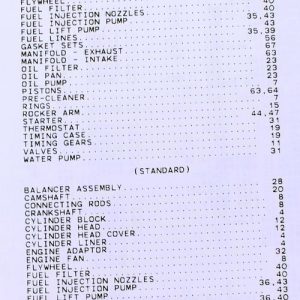 FLYWHEEL 40
FUEL FILTER 40
FUEL INJECTION NOZZLES 35,43
FUEL INJECTION PUMP 43
FUEL LIFT PUMP 35,39
FUEL LINES 56
GASKET SETS 67
MANIFOLD - EXHAUST 63
MANIFOLD - INTAKE 23
OIL FILTER 23
OIL PAN 23
OIL PUMP 7
PISTONS 63,64
PRE-CLEANER 7
RINGS 15
ROCKER ARM 44,47
STARTER 31
THERMOSTAT 19
TIMING CASE 19
TIMING GEARS 11
VALVES 31
WATER PUMP
(STANDARD)
BALANCER ASSEMBLY 28
CAMSHAFT 20
CONNECTING RODS 8
CRANKSHAFT 8
CYLINDER BLOCK 4
CYLINDER HEAD 12
CYLINDER HEAD COVER 12
CYLINDER LINER 4
ENGINE ADAPTOR 32
ENGINE FAN 8
FLYWHEEL 40
FUEL FILTER 40
FUEL INJECTION NOZZLES 36,43
FUEL INJECTION PUMP 43
FUEL LIFT PUMP 36,40